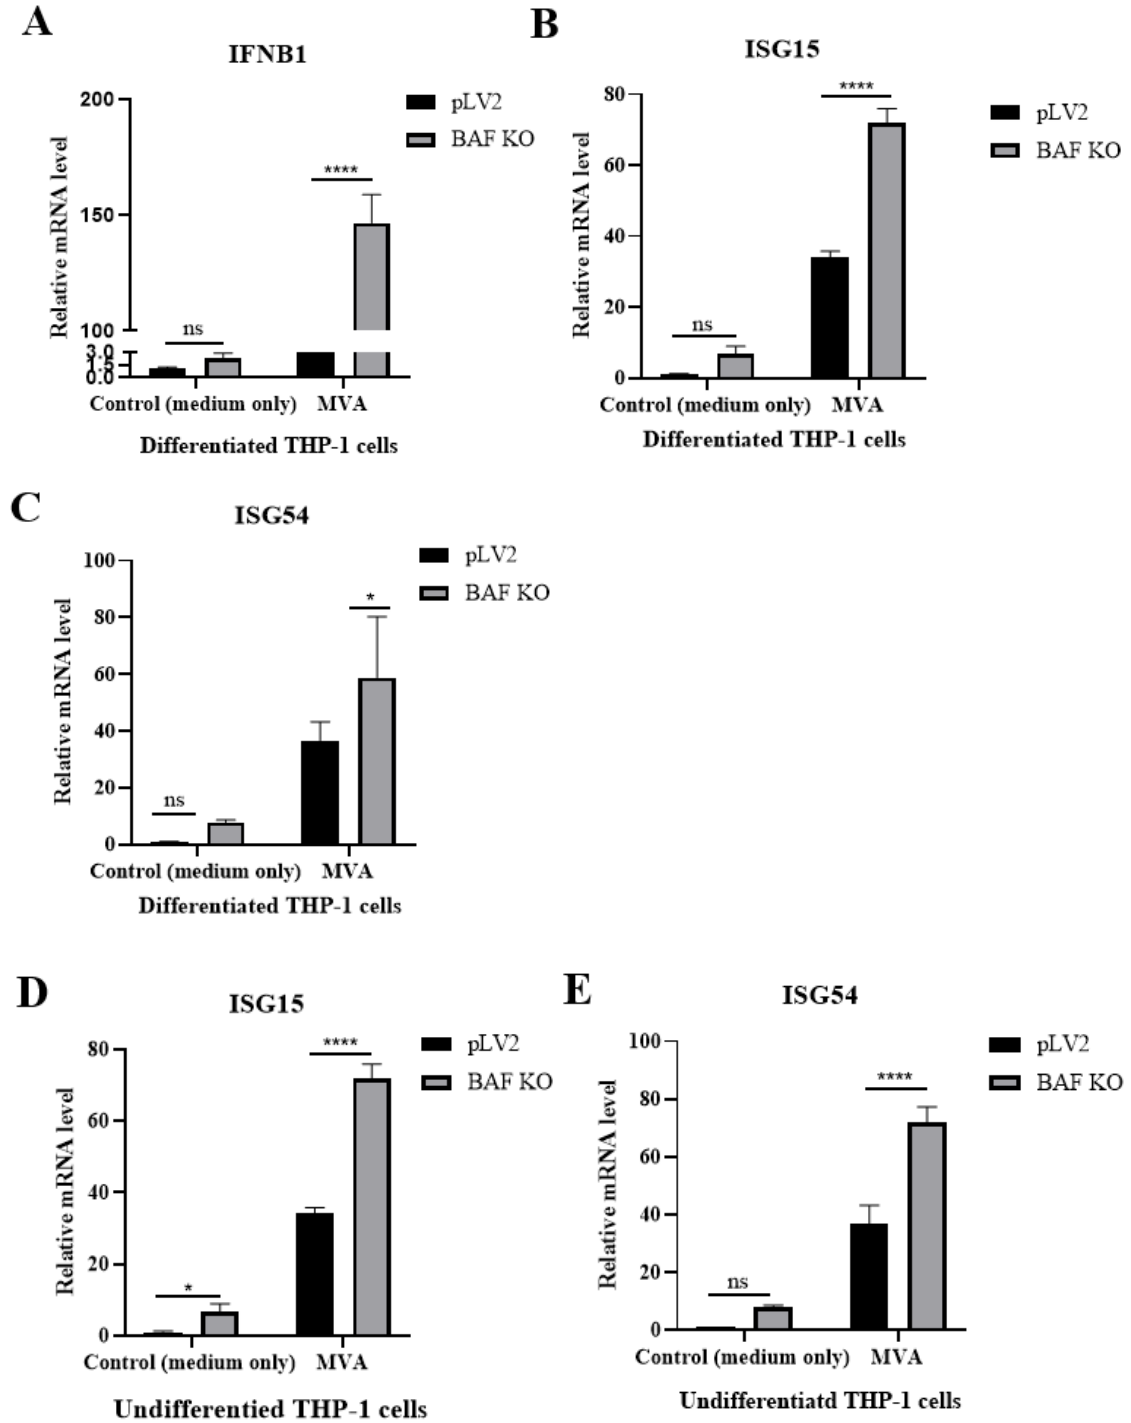 A
IFNB1
Relative mRNA level
200
150
100
3.0
1.5
0.0
ns
****
pLV2
BAF KO
Control (medium only) MVA
Differentiated THP-1 cells
B
ISG15
Relative mRNA level
80
60
40
20
0
ns
****
pLV2
BAF KO
Control (medium only) MVA
Differentiated THP-1 cells
C
ISG54
Relative mRNA level
100
80
60
40
20
0
ns
*
pLV2
BAF KO
Control (medium only) MVA
Differentiated THP-1 cells
D
ISG15
Relative mRNA level
80
60
40
20
0
*
****
pLV2
BAF KO
Control (medium only) MVA
Undifferentied THP-1 cells
E
ISG54
Relative mRNA level
100
80
60
40
20
0
ns
****
pLV2
BAF KO
Control (medium only) MVA
Undifferentiatd THP-1 cells